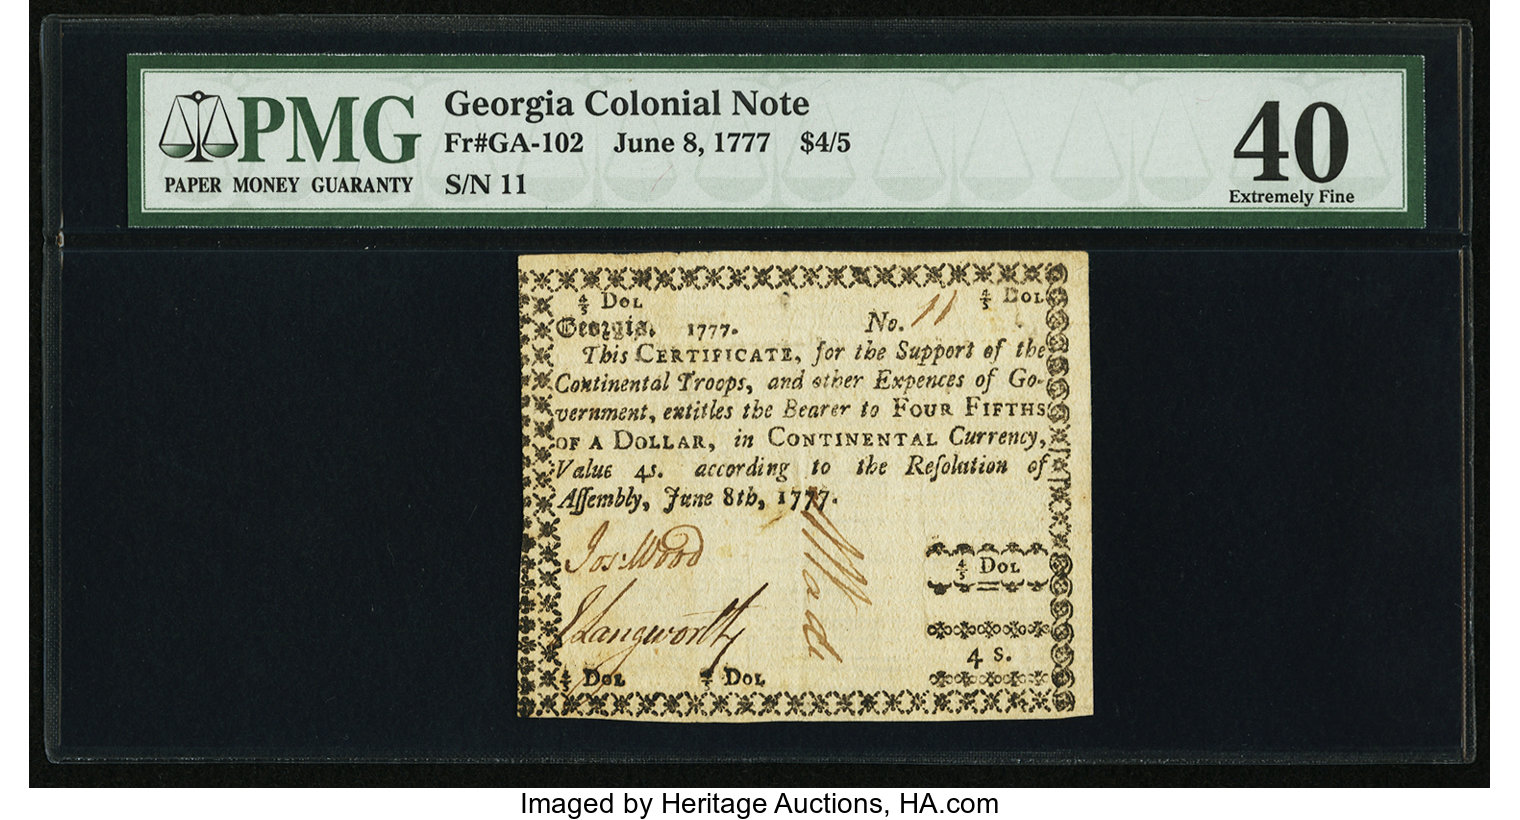 PMG
PAPER MONEY GUARANTY
Georgia Colonial Note
Fr#GA-102 June 8, 1777 $4/5
S/N 11
40
Extremely Fine
4/5 DOL 4/5 DOL
Georgia. 1777. No. 11
This CERTIFICATE, for the Support of the
Continental Troops, and other Expences of Go-
vernment, entitles the Bearer to FOUR FIFTHS
OF A DOLLAR, in CONTINENTAL Currency,
Value 4s. according to the Reſolution of
Aſſembly, June 8th, 1777.
Jos: Wood
Langworthy
Wade
4/5 DOL
4 S.
4/5 DOL 4/5 DOL
Imaged by Heritage Auctions, HA.com